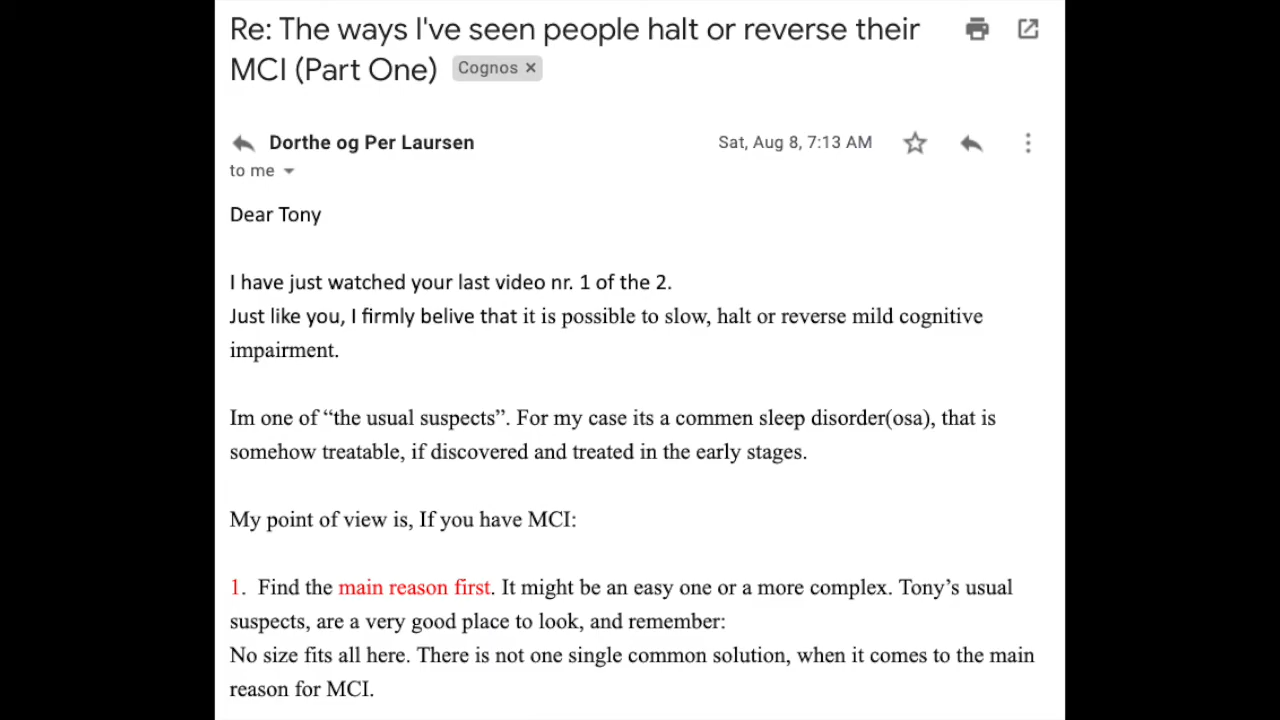 Re: The ways I've seen people halt or reverse their
MCI (Part One) Cognos ×
Dorthe og Per Laursen Sat, Aug 8, 7:13 AM
to me
Dear Tony
I have just watched your last video nr. 1 of the 2.
Just like you, I firmly belive that it is possible to slow, halt or reverse mild cognitive
impairment.
Im one of “the usual suspects”. For my case its a commen sleep disorder(osa), that is
somehow treatable, if discovered and treated in the early stages.
My point of view is, If you have MCI:
1. Find the main reason first. It might be an easy one or a more complex. Tony’s usual
suspects, are a very good place to look, and remember:
No size fits all here. There is not one single common solution, when it comes to the main
reason for MCI.